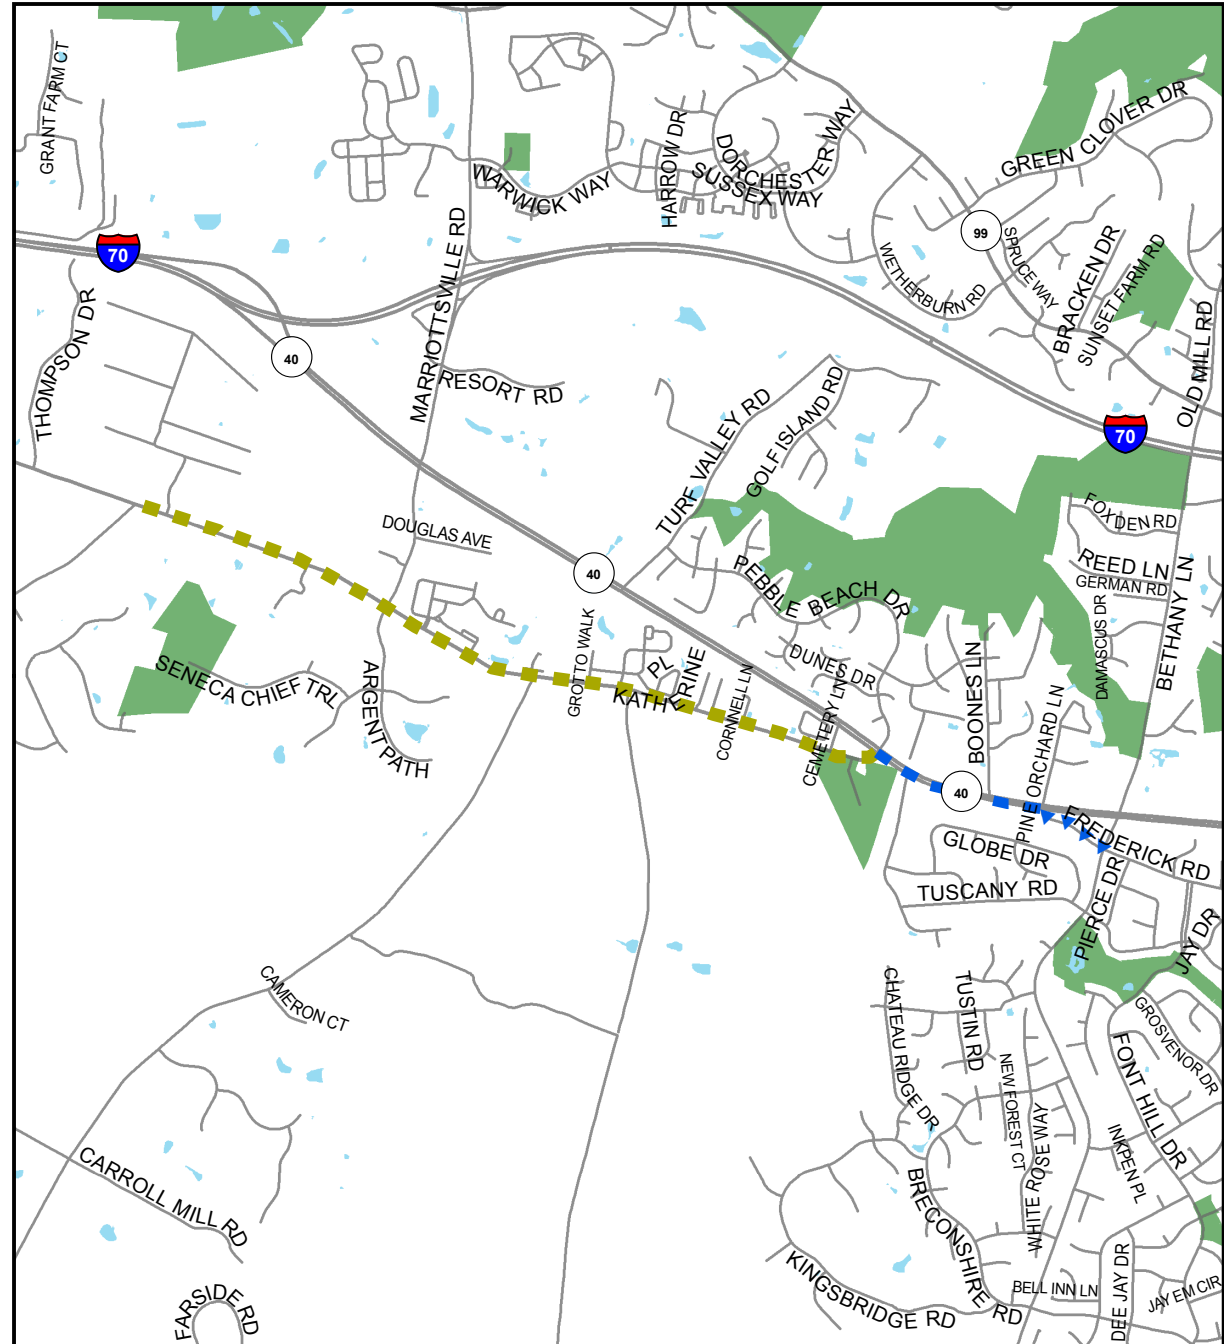 GRANT FARM CT
WARWICK WAY
HARROW DR
DORCHESTER WAY
SUSSEX WAY
GREEN CLOVER DR
99
SPRUCE WAY
WETHERBURN RD
BRACKEN DR
SUNSET FARM RD
OLD MILL RD
70
THOMPSON DR
40
MARRIOTTSVILLE RD
RESORT RD
TURF VALLEY RD
GOLF ISLAND RD
70
DOUGLAS AVE
40
PEBBLE BEACH DR
FOXDEN RD
REED LN
GERMAN RD
DAMASCUS DR
BETHANY LN
SENECA CHIEF TRL
ARGENT PATH
GROTTO WALK
KATHERINE PL
CORNNELL LN
DUNES DR
CEMETERY LN
BOONES LN
PINE ORCHARD LN
40
FREDERICK RD
GLOBE DR
TUSCANY RD
PIERCE DR
JAY DR
CAMERON CT
CHATEAU RIDGE DR
TUSTIN RD
NEW FOREST CT
WHITE ROSE WAY
GROSVENOR DR
FONT HILL DR
INKPEN PL
CARROLL MILL RD
BRECONSHIRE RD
KINGSBRIDGE RD
BELL INN LN
DEE JAY DR
JAY EM CIR
FARSIDE RD